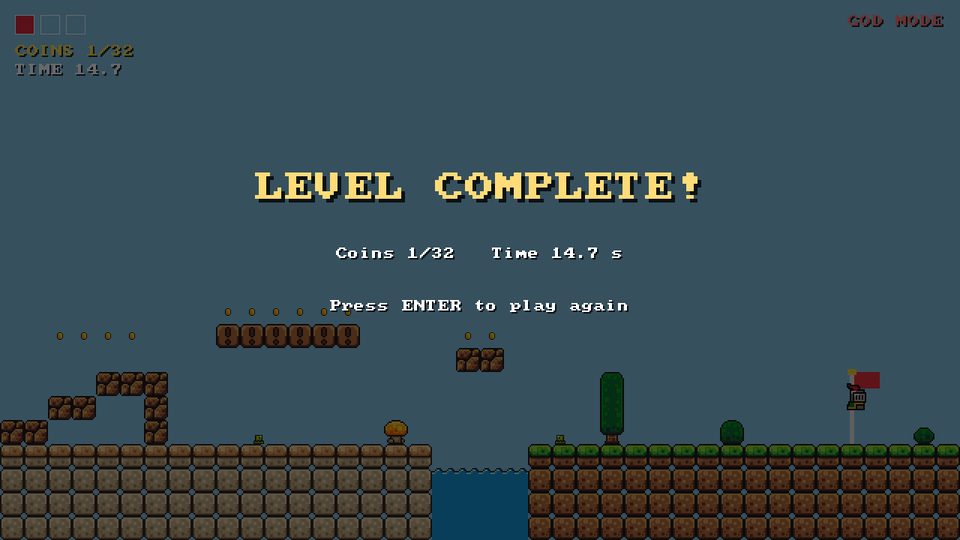 GOD MODE
COINS 1/32
TIME 14.7
LEVEL COMPLETE!
Coins 1/32 Time 14.7 s
Press ENTER to play again